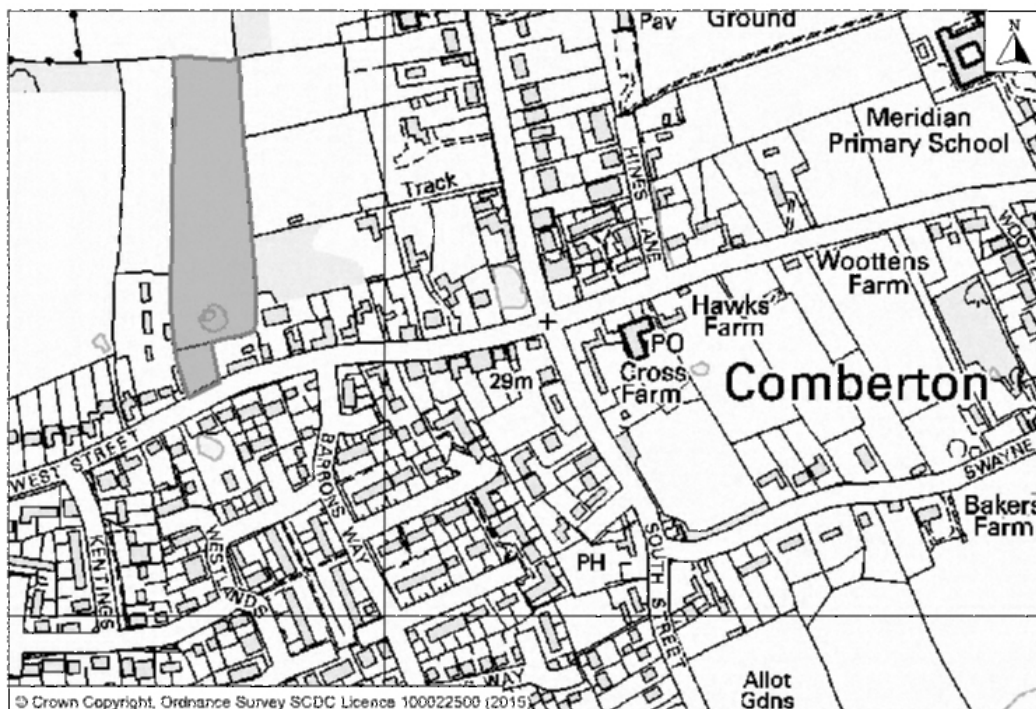 Pav
Ground
N
Meridian
Primary School
Track
HINES LANE
Woottens
Farm
Hawks
Farm
PO
Cross
Farm
29m
Comberton
WEST STREET
BARRONS WAY
KENTINGS
WESTLANDS
SWAYNE
Bakers
Farm
PH
SOUTH STREET
WAY
Allot
Gdns
© Crown Copyright, Ordnance Survey SCDC Licence 100022500 (2015)